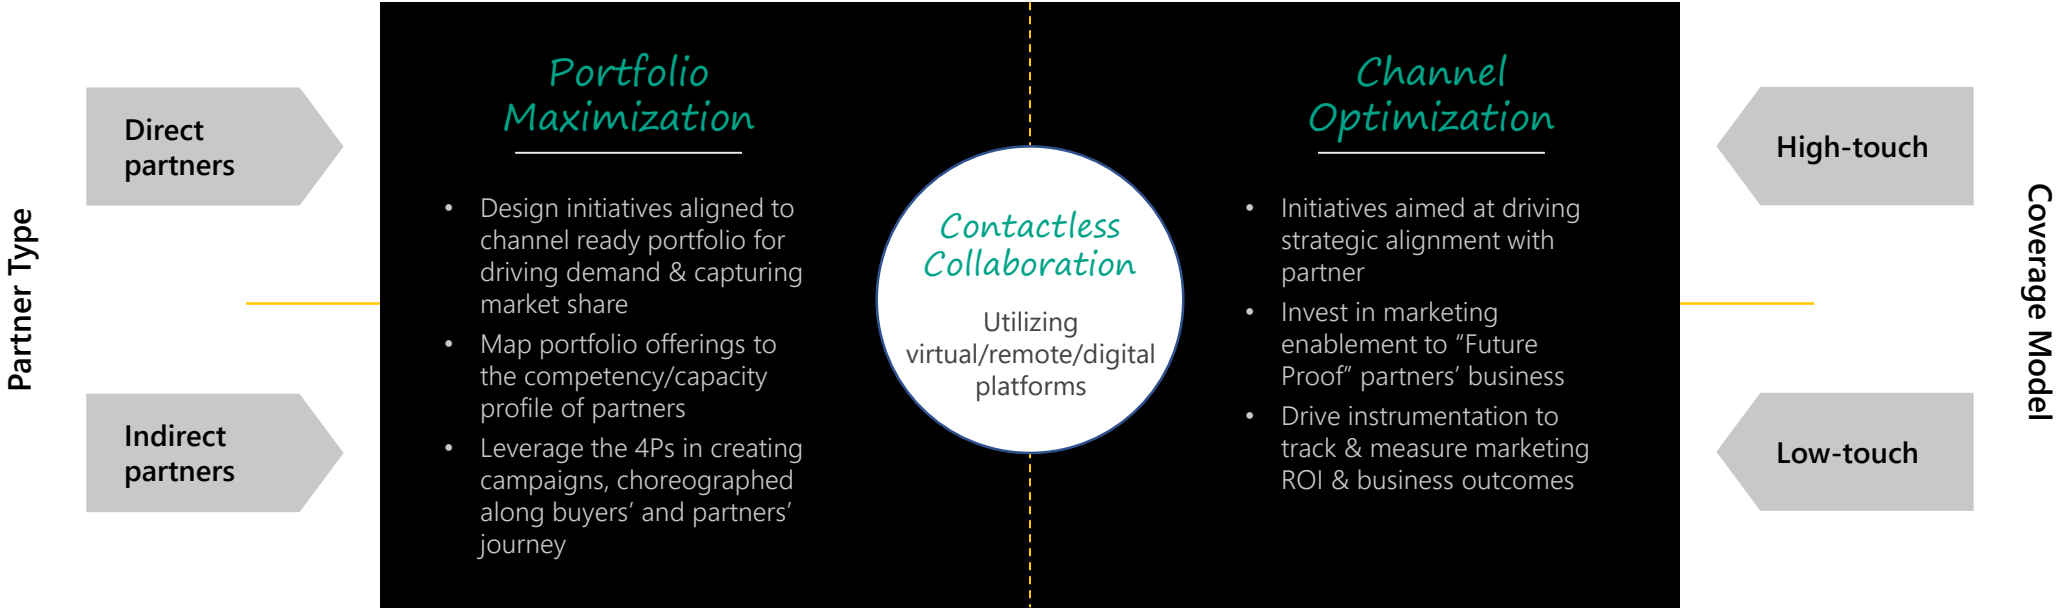 Partner Type
Direct
partners
Indirect
partners
Portfolio
Maximization
• Design initiatives aligned to
channel ready portfolio for
driving demand & capturing
market share
• Map portfolio offerings to
the competency/capacity
profile of partners
• Leverage the 4Ps in creating
campaigns, choreographed
along buyers’ and partners’
journey
Contactless
Collaboration
Utilizing
virtual/remote/digital
platforms
Channel
Optimization
• Initiatives aimed at driving
strategic alignment with
partner
• Invest in marketing
enablement to “Future
Proof” partners’ business
• Drive instrumentation to
track & measure marketing
ROI & business outcomes
High-touch
Low-touch
Coverage Model